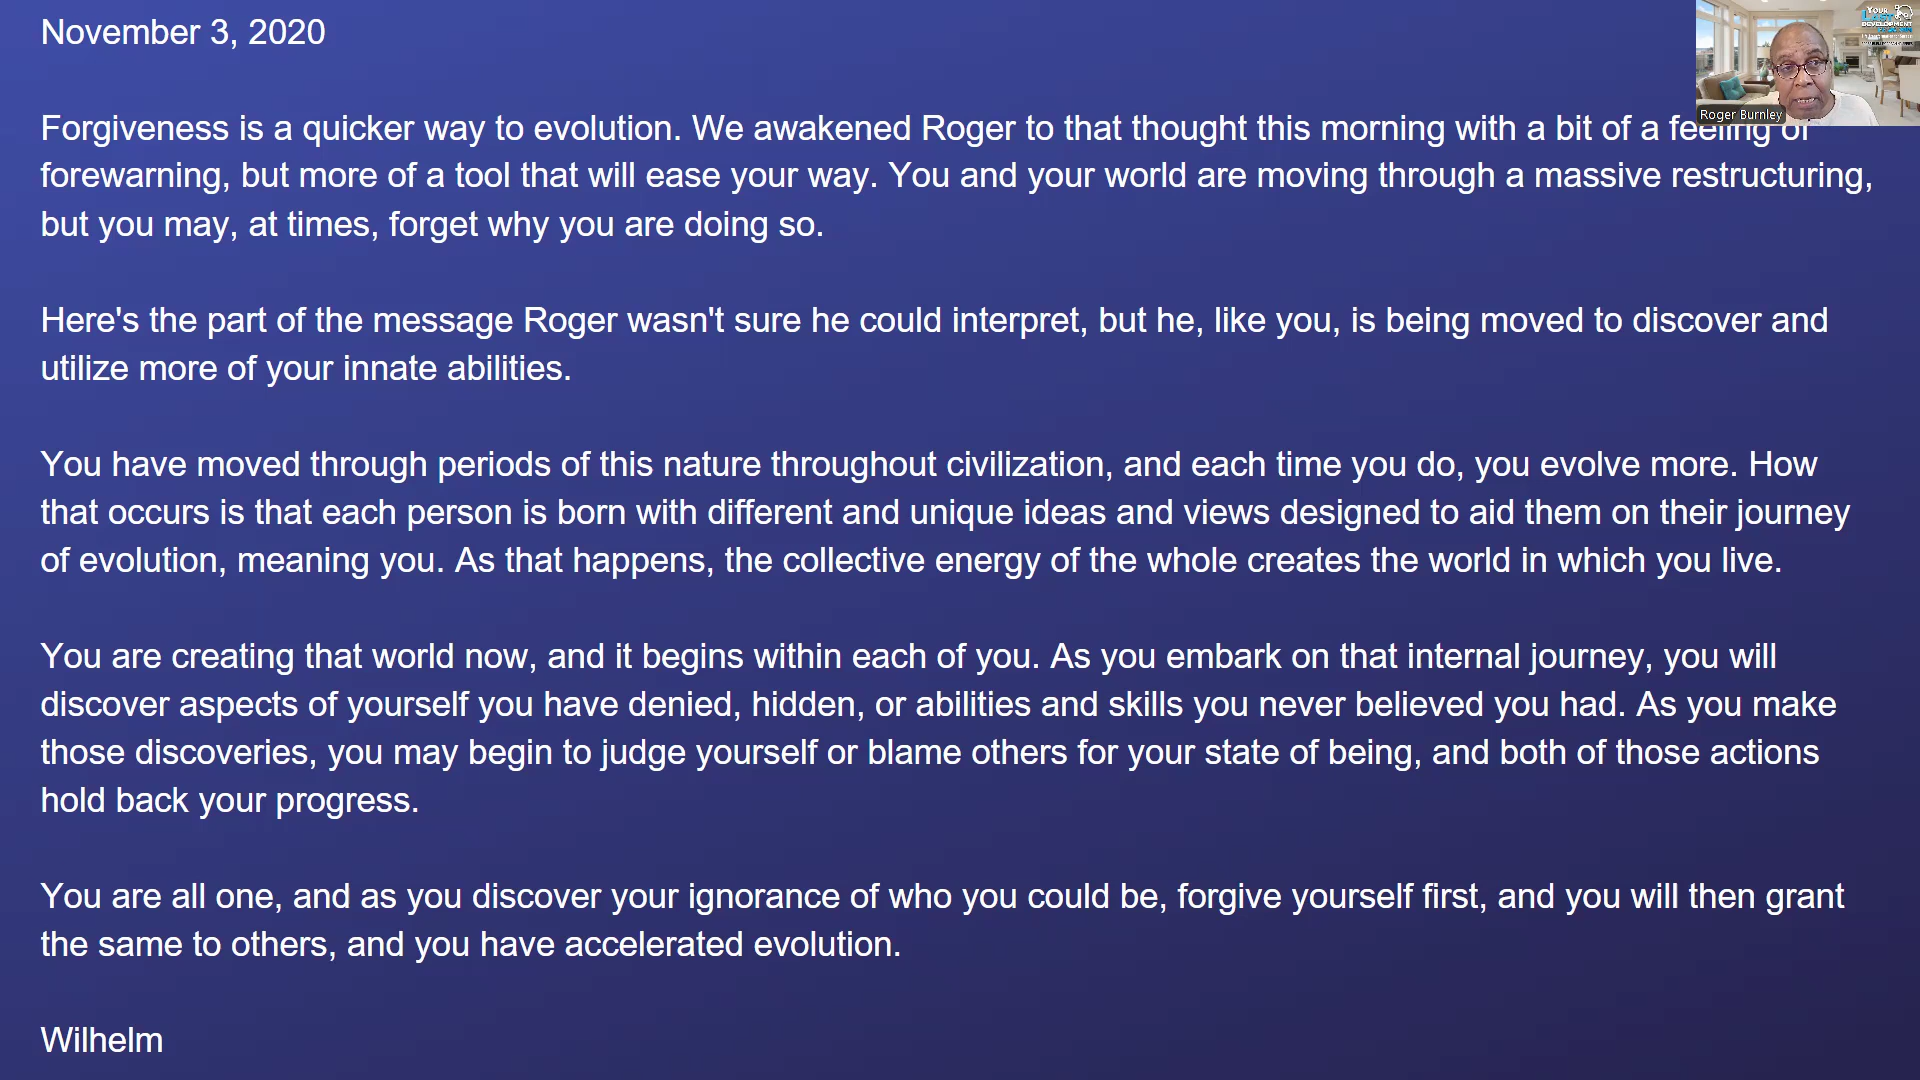 November 3, 2020
Forgiveness is a quicker way to evolution. We awakened Roger to that thought this morning with a bit of a feeling of
forewarning, but more of a tool that will ease your way. You and your world are moving through a massive restructuring,
but you may, at times, forget why you are doing so.
Here's the part of the message Roger wasn't sure he could interpret, but he, like you, is being moved to discover and
utilize more of your innate abilities.
You have moved through periods of this nature throughout civilization, and each time you do, you evolve more. How
that occurs is that each person is born with different and unique ideas and views designed to aid them on their journey
of evolution, meaning you. As that happens, the collective energy of the whole creates the world in which you live.
You are creating that world now, and it begins within each of you. As you embark on that internal journey, you will
discover aspects of yourself you have denied, hidden, or abilities and skills you never believed you had. As you make
those discoveries, you may begin to judge yourself or blame others for your state of being, and both of those actions
hold back your progress.
You are all one, and as you discover your ignorance of who you could be, forgive yourself first, and you will then grant
the same to others, and you have accelerated evolution.
Wilhelm
YOUR
LAST
DEVELOPMENT
Roger Burnley